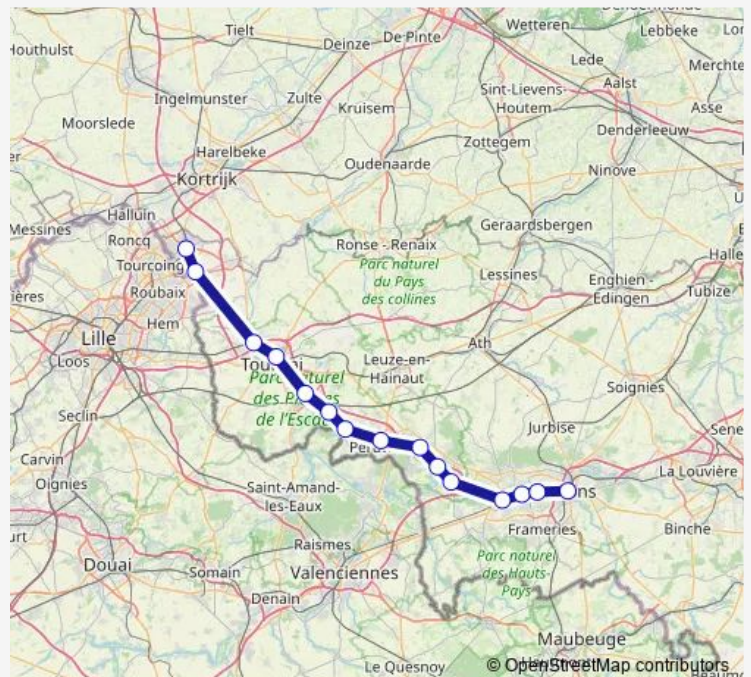 Tielt
Deinze
De Pinte
Wetteren
Lebbeke
Houthulst
Lede
Aalst
Merchte
Ingelmunster
Zulte
Kruisem
Sint-Lievens-
Houtem
Asse
Moorslede
Denderleeuw
Zottegem
Harelbeke
Oudenaarde
Ninove
Kortrijk
Halluin
Geraardsbergen
Messines
Roncq
Ronse - Renaix
Halle
Tourcoing
Parc naturel
du Pays
des collines
Lessines
Enghien -
Edingen
Tubize
ières
Roubaix
Hem
Lille
Ath
Loos
Leuze-en-
Hainaut
Parc naturel
Soignies
Seclin
Jurbise
Sene
Carvin
La Louvière
Oignies
Saint-Amand-
les-Eaux
Frameries
Binche
Raismes
Douai
Somain
Valenciennes
Parc naturel
des Hauts-
Pays
Denain
Maubeuge
Le Quesnoy
© OpenStreetMap contributors